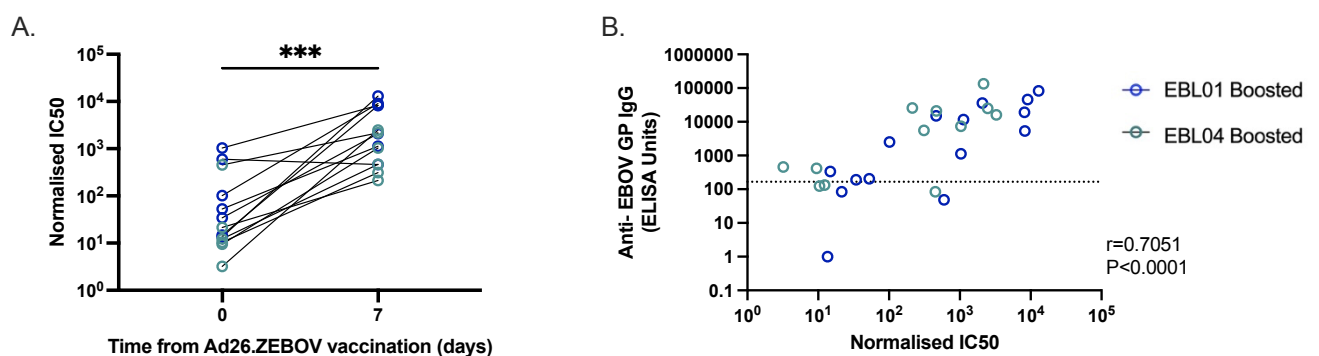 A.
10⁵
10⁴
10³
10²
10¹
10⁰
Normalised IC50
***
0
7
Time from Ad26.ZEBOV vaccination (days)
B.
1000000
100000
10000
1000
100
10
1
0.1
Anti- EBOV GP IgG
(ELISA Units)
10⁰
10¹
10²
10³
10⁴
10⁵
Normalised IC50
EBL01 Boosted
EBL04 Boosted
r=0.7051
P<0.0001